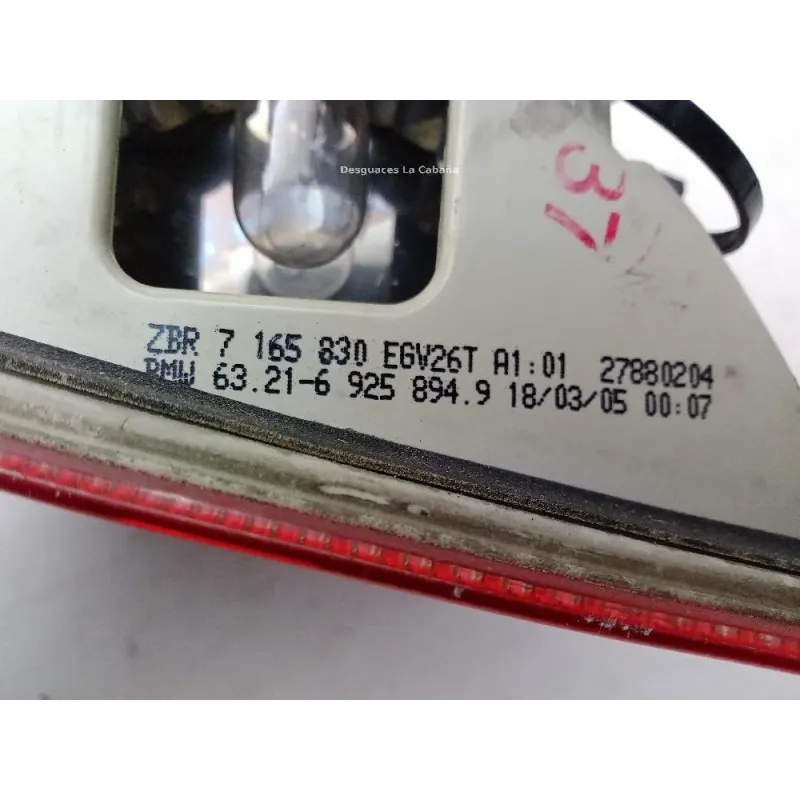 Desguaces La Cabaña
37
ZBR 7 165 830 EGV26T A1:01 27880204
BMW 63.21-6 925 894.9 18/03/05 00:07